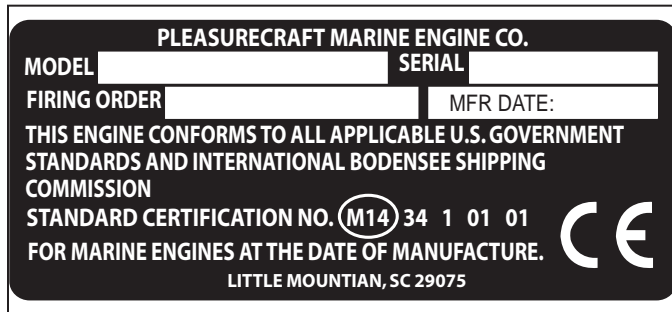 PLEASURECRAFT MARINE ENGINE CO.
MODEL SERIAL
FIRING ORDER MFR DATE:
THIS ENGINE CONFORMS TO ALL APPLICABLE U.S. GOVERNMENT
STANDARDS AND INTERNATIONAL BODENSEE SHIPPING
COMMISSION
STANDARD CERTIFICATION NO. M14 34 1 01 01
FOR MARINE ENGINES AT THE DATE OF MANUFACTURE.
CE
LITTLE MOUNTIAN, SC 29075